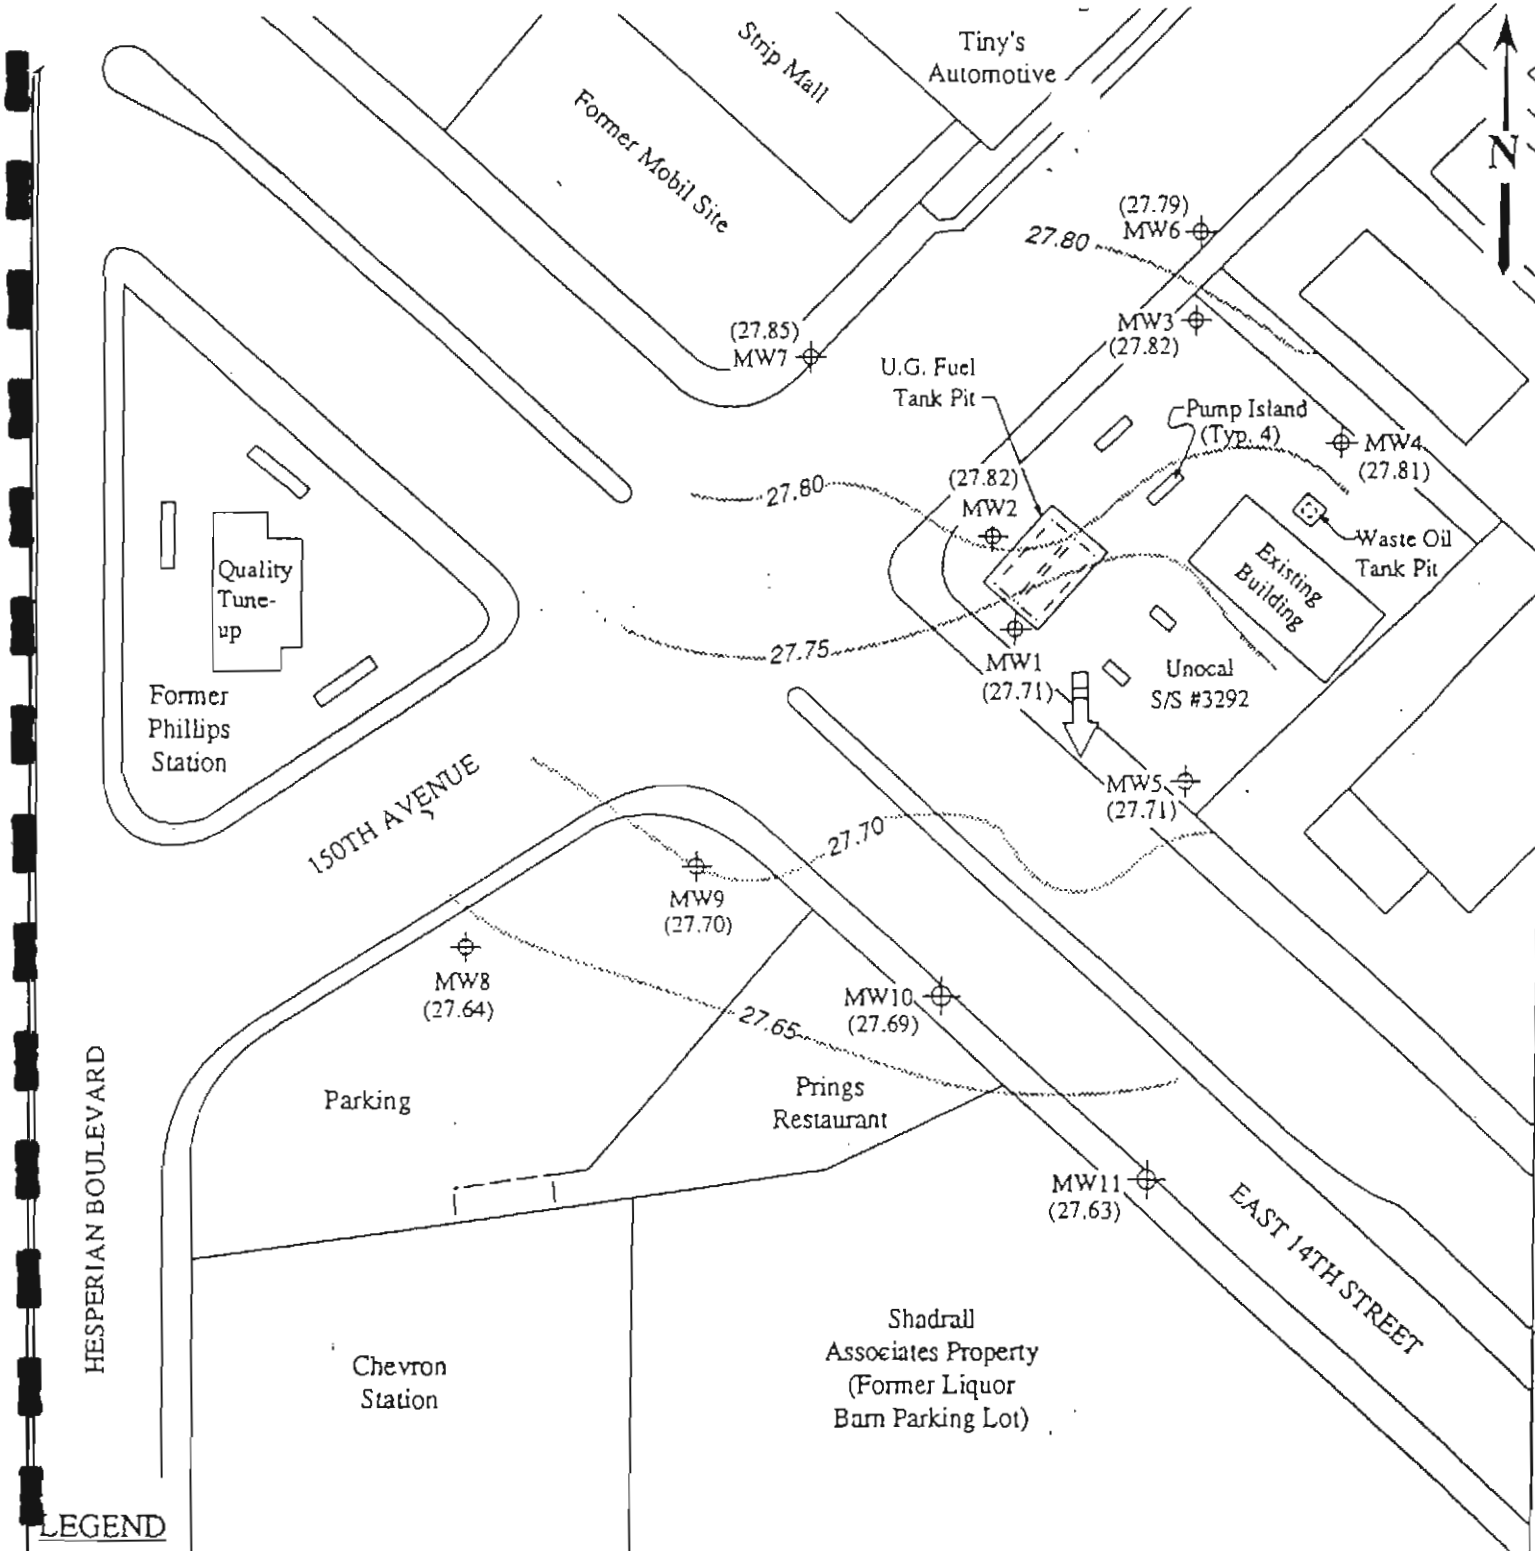 Tiny's
Automotive
Strip Mall
Former Mobil Site
N
(27.79)
MW6
27.80
MW3
(27.82)
(27.85)
MW7
U.G. Fuel
Tank Pit
Pump Island
(Typ. 4)
MW4
(27.81)
(27.82)
MW2
27.80
Waste Oil
Tank Pit
Existing
Building
Quality
Tune-
up
27.75
MW1
(27.71)
Unocal
S/S #3292
Former
Phillips
Station
150TH AVENUE
MW5
(27.71)
27.70
MW9
(27.70)
MW8
(27.64)
MW10
(27.69)
27.65
Parking
Prings
Restaurant
MW11
(27.63)
HESPERIAN BOULEVARD
EAST 14TH STREET
Chevron
Station
Shadrall
Associates Property
(Former Liquor
Barn Parking Lot)
LEGEND